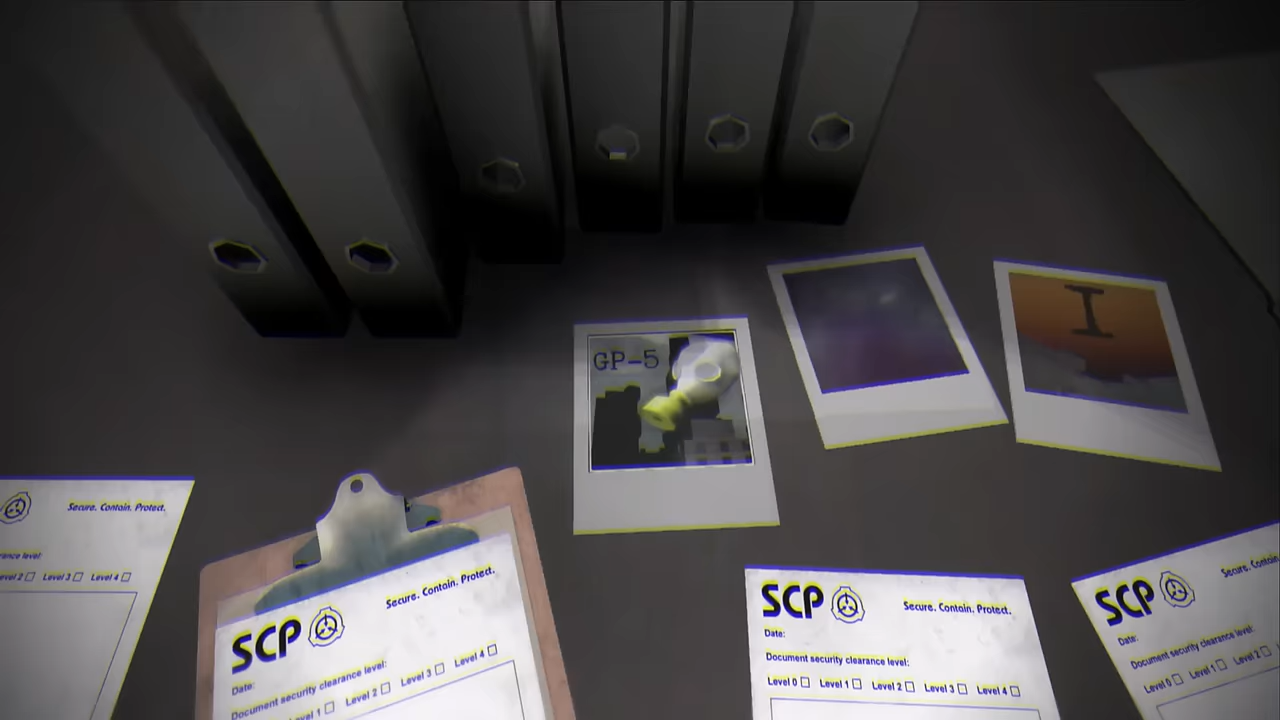 GP-5
I
Secure. Contain. Protect.
Level 2 Level 3 Level 4
SCP Secure. Contain. Protect.
Date:
Document security clearance level:
Level 1 Level 2 Level 3 Level 4
SCP Secure. Contain. Protect.
Date:
Document security clearance level:
Level 0 Level 1 Level 2 Level 3 Level 4
SCP Secure.
Date:
Document security clearance level:
Level 0 Level 1 Level 2